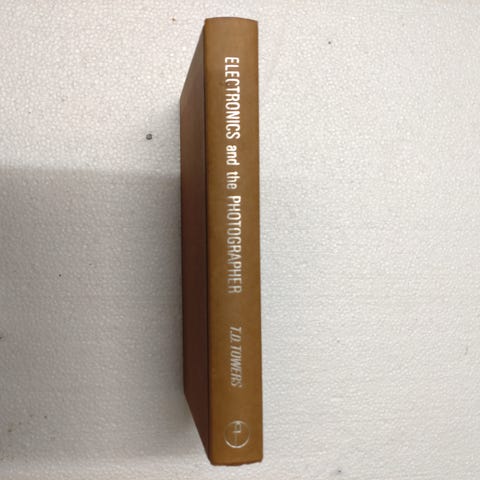 ELECTRONICS and the PHOTOGRAPHER
T.D. TOWERS